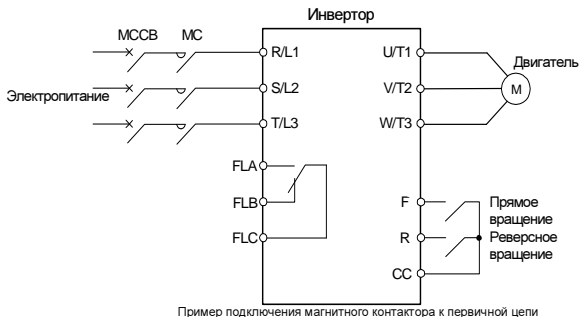 Инвертор
MCCB MC
R/L1 U/T1
Двигатель
Электропитание
S/L2 V/T2 M
T/L3 W/T3
FLA
FLB F Прямое
вращение
FLC R Реверсное
вращение
CC
Пример подключения магнитного контактора к первичной цепи